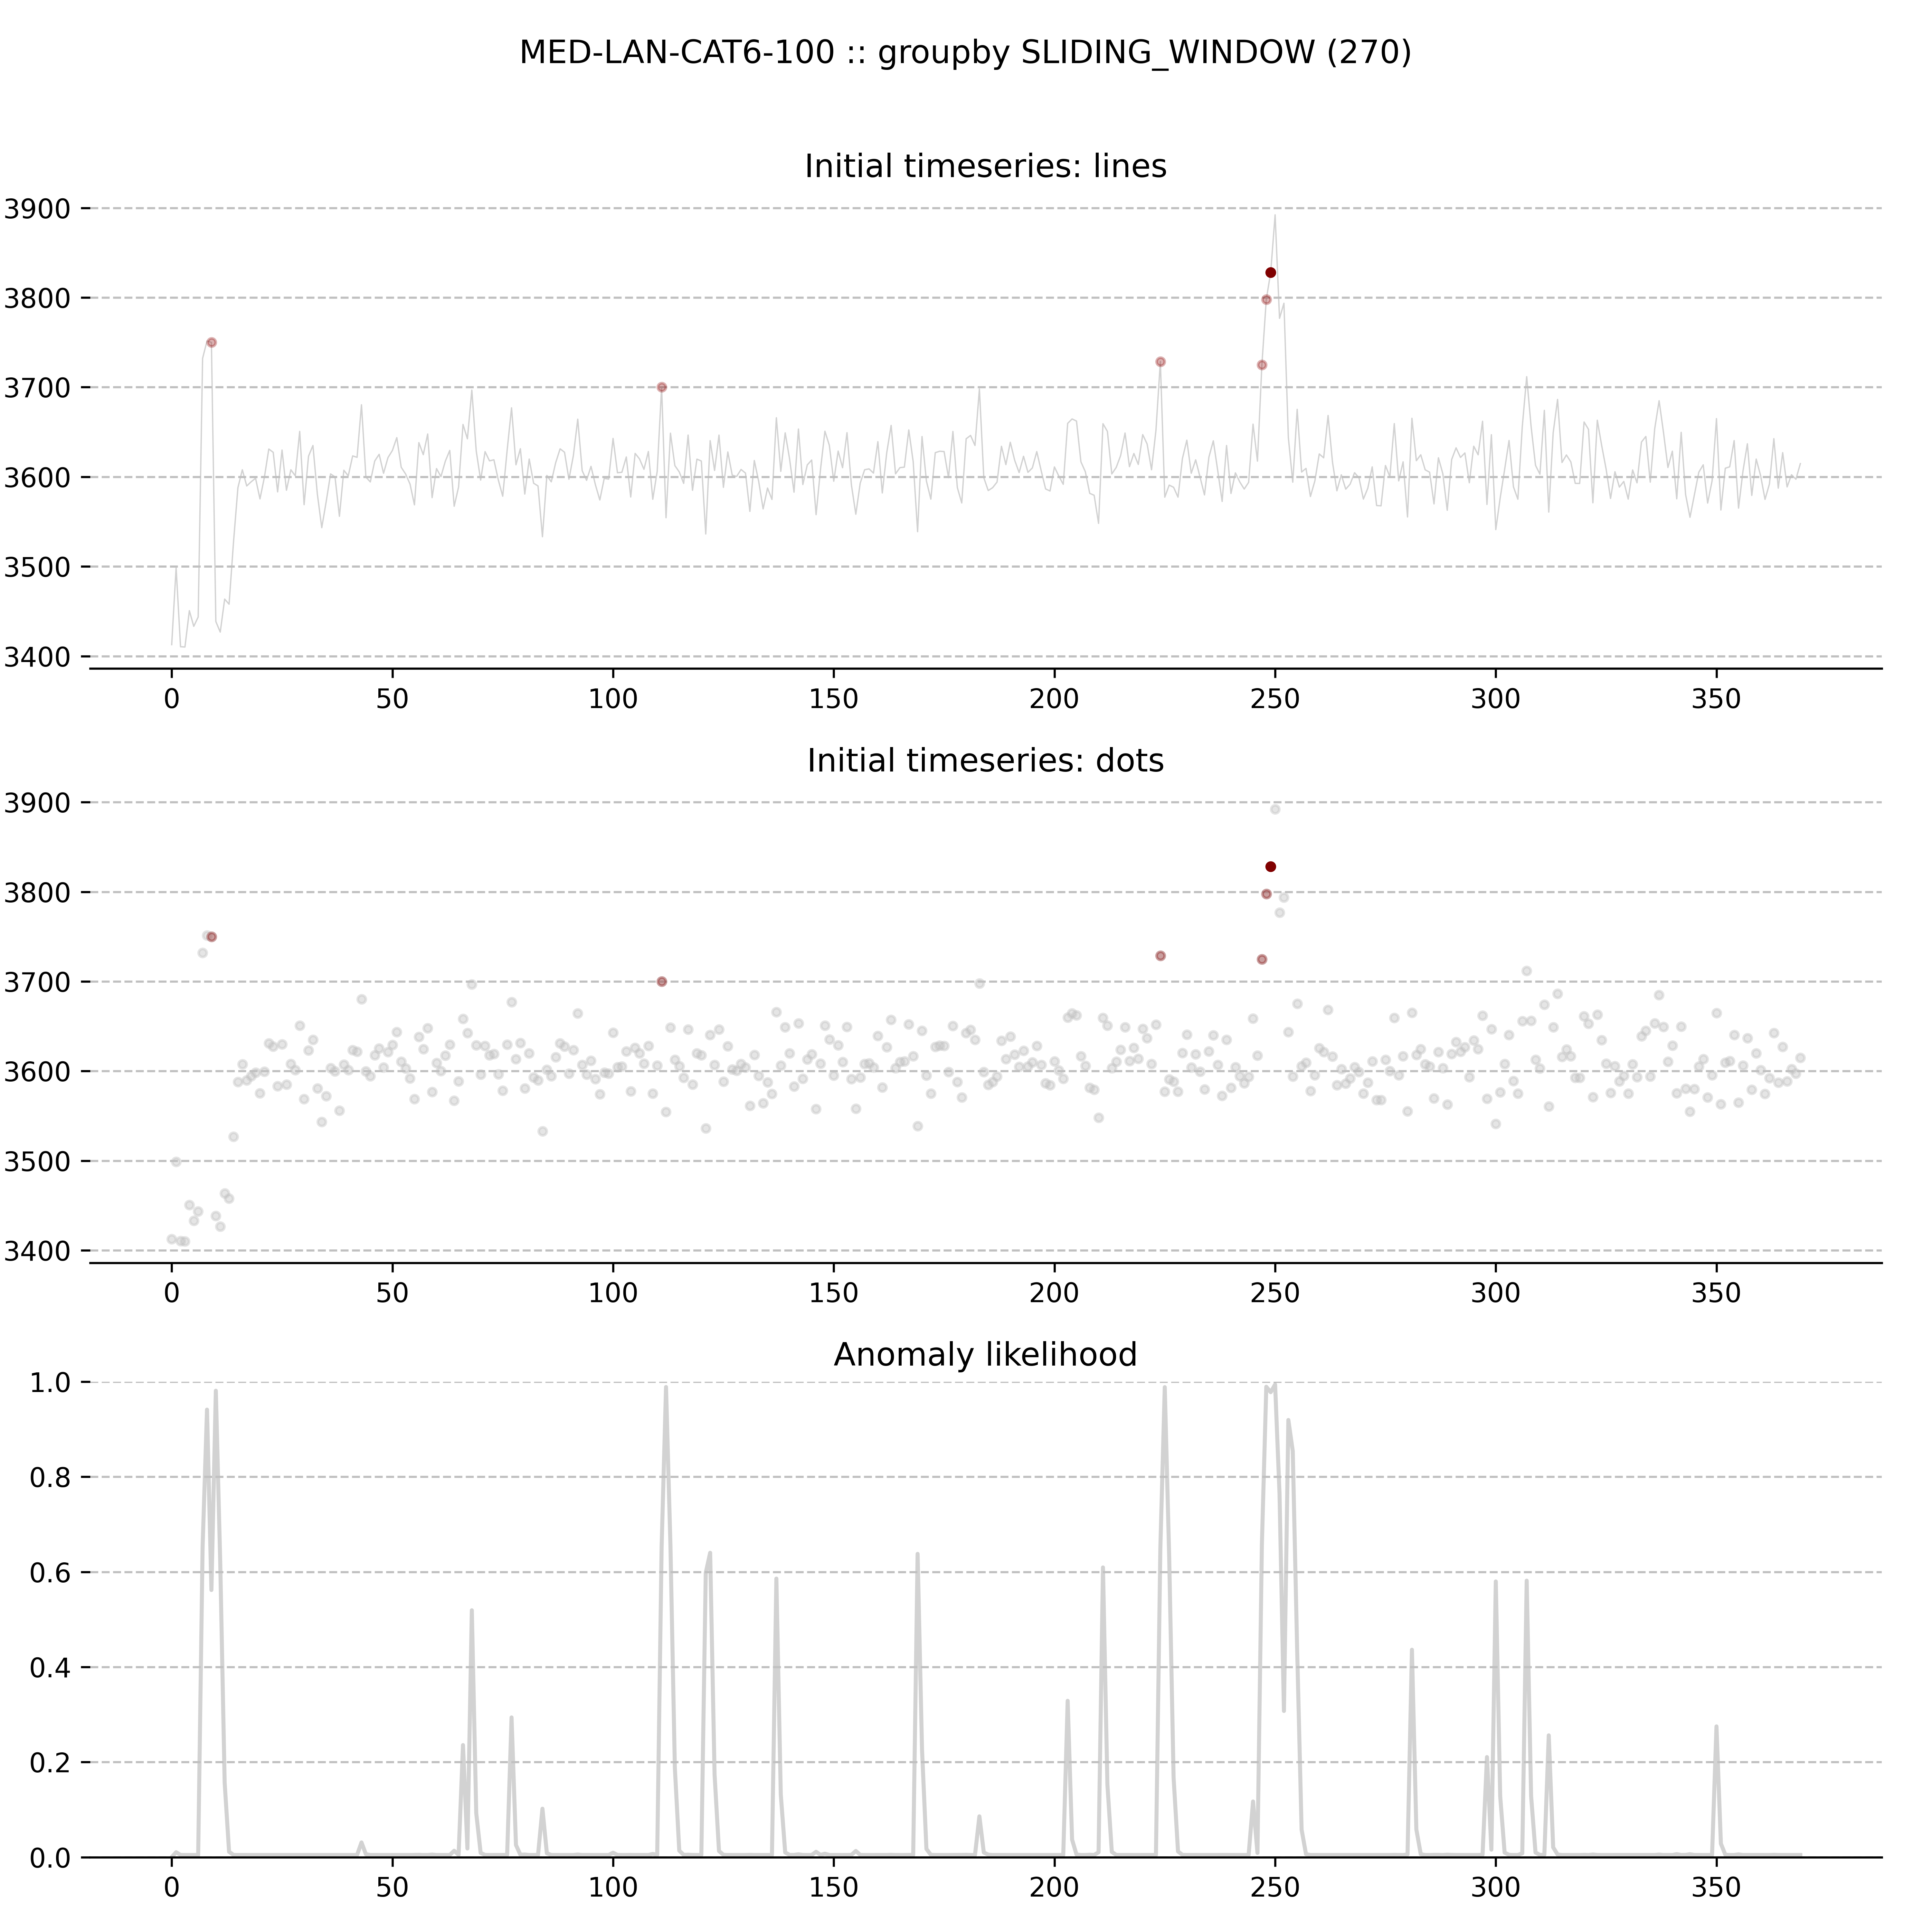 MED-LAN-CAT6-100 :: groupby SLIDING_WINDOW (270)
Initial timeseries: lines
3900
3800
3700
3600
3500
3400
0 50 100 150 200 250 300 350
Initial timeseries: dots
3900
3800
3700
3600
3500
3400
0 50 100 150 200 250 300 350
Anomaly likelihood
1.0
0.8
0.6
0.4
0.2
0.0
0 50 100 150 200 250 300 350